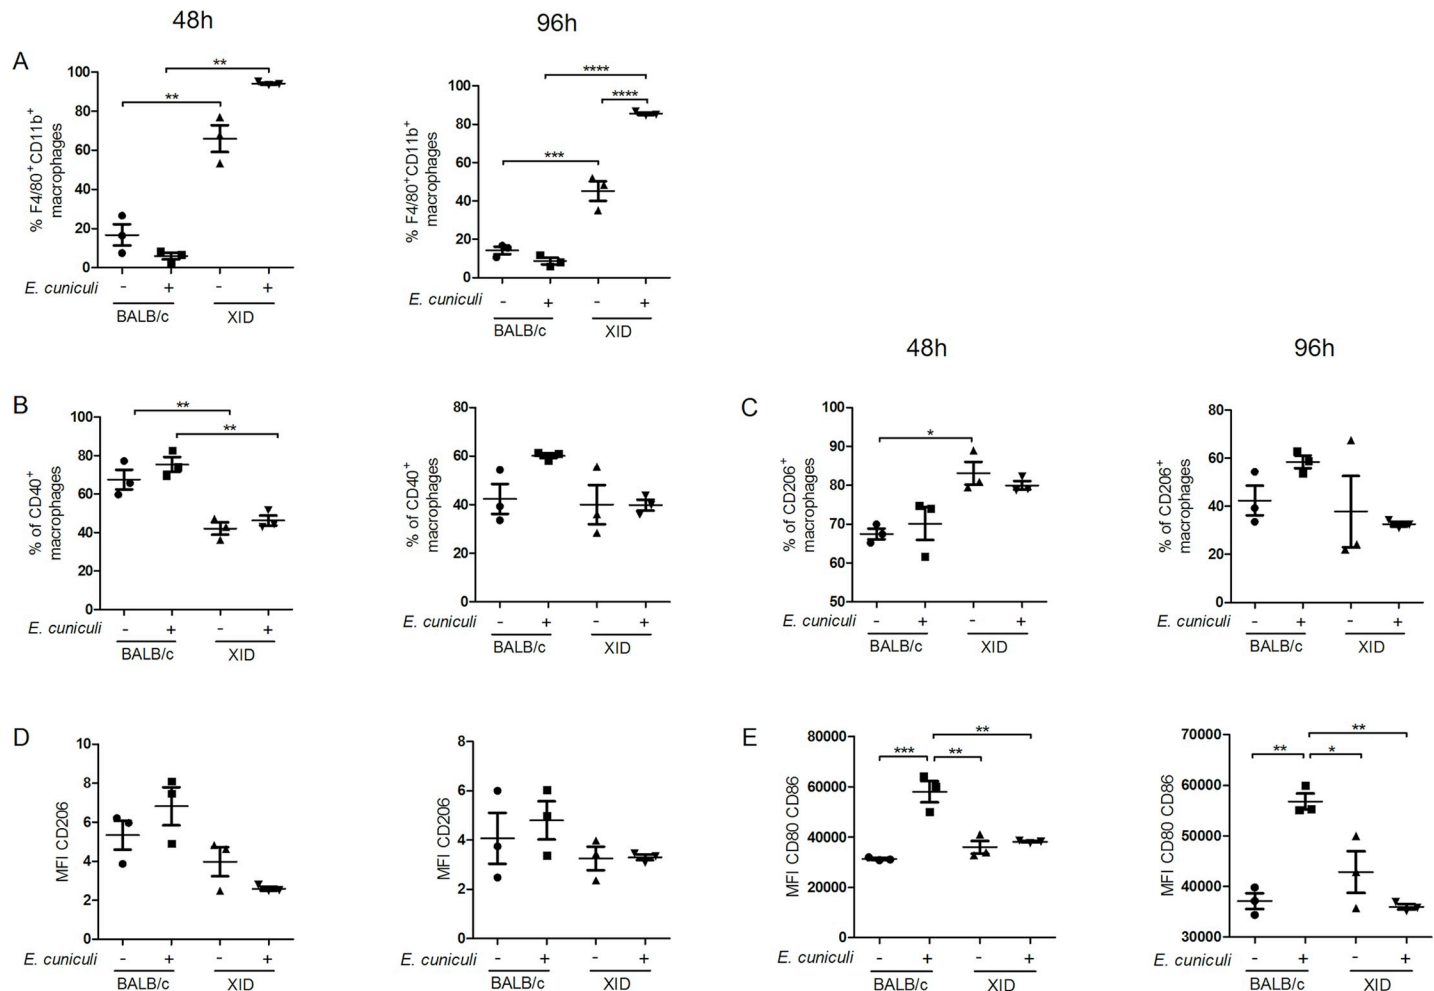 48h
96h
A
% F4/80+CD11b+
macrophages
100
80
60
40
20
0
**
**
E. cuniculi - + - +
BALB/c XID
% F4/80+CD11b+
macrophages
100
80
60
40
20
0
****
****
***
E. cuniculi - + - +
BALB/c XID
48h
96h
B
% of CD40+
macrophages
100
80
60
40
20
0
**
**
E. cuniculi - + - +
BALB/c XID
% of CD40+
macrophages
80
60
40
20
0
E. cuniculi - + - +
BALB/c XID
C
% of CD206+
macrophages
100
90
80
70
60
50
*
E. cuniculi - + - +
BALB/c XID
% of CD206+
macrophages
80
60
40
20
0
E. cuniculi - + - +
BALB/c XID
D
MFI CD206
10
8
6
4
2
0
E. cuniculi - + - +
BALB/c XID
MFI CD206
8
6
4
2
0
E. cuniculi - + - +
BALB/c XID
E
MFI CD80 CD86
80000
60000
40000
20000
0
**
*** **
E. cuniculi - + - +
BALB/c XID
MFI CD80 CD86
70000
60000
50000
40000
30000
**
** *
E. cuniculi - + - +
BALB/c XID